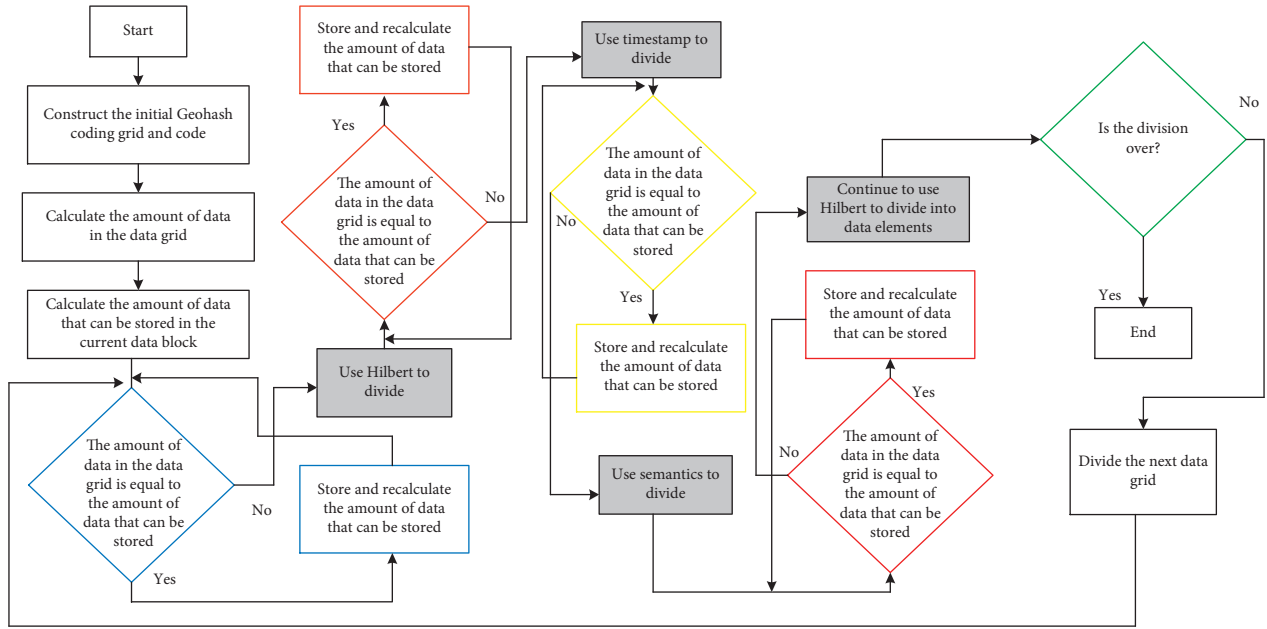 Start
Construct the initial Geohash
coding grid and code
Calculate the amount of data
in the data grid
Calculate the amount of data
that can be stored in the
current data block
The amount of
data in the data
grid is equal to
the amount of
data that can be
stored
No
Yes
Store and recalculate
the amount of data
that can be stored
Use Hilbert to
divide
The amount of
data in the data
grid is equal to
the amount of
data that can be
stored
Yes
No
Store and recalculate
the amount of data
that can be stored
Use timestamp to
divide
The amount of
data in the data
grid is equal to
the amount of
data that can be
stored
No
Yes
Store and recalculate
the amount of data
that can be stored
Use semantics to
divide
The amount of
data in the data
grid is equal to
the amount of
data that can be
stored
Yes
No
Store and recalculate
the amount of data
that can be stored
Continue to use
Hilbert to divide into
data elements
Is the division
over?
No
Yes
End
Divide the next data
grid